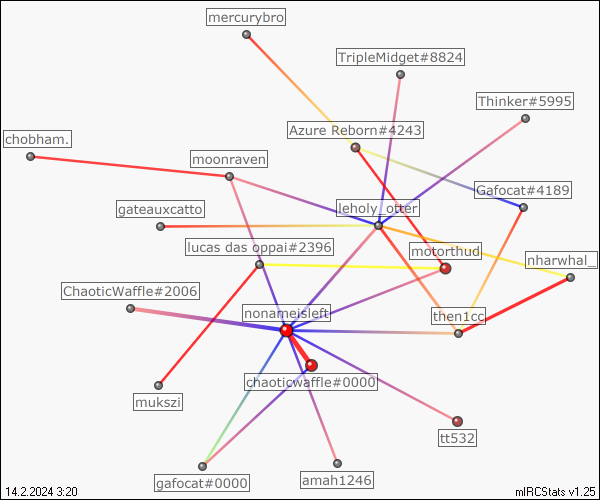 mercurybro
TripleMidget#8824
Thinker#5995
Azure Reborn#4243
chobham.
moonraven
Gafocat#4189
gateauxcatto
leholy_otter
lucas das oppai#2396
motorthud
nharwhal_
ChaoticWaffle#2006
nonameisleft
then1cc
chaoticwaffle#0000
mukszi
tt532
gafocat#0000
amah1246
14.2.2024 3:20
mIRCStats v1.25